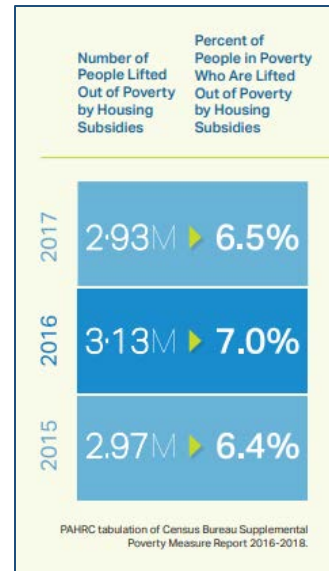 Number of
People Lifted
Out of Poverty
by Housing
Subsidies
Percent of
People in Poverty
Who Are Lifted
Out of Poverty
by Housing
Subsidies
2017
2·93M 6.5%
2016
3·13M 7.0%
2015
2.97M 6.4%
PAHRC tabulation of Census Bureau Supplemental
Poverty Measure Report 2016-2018.